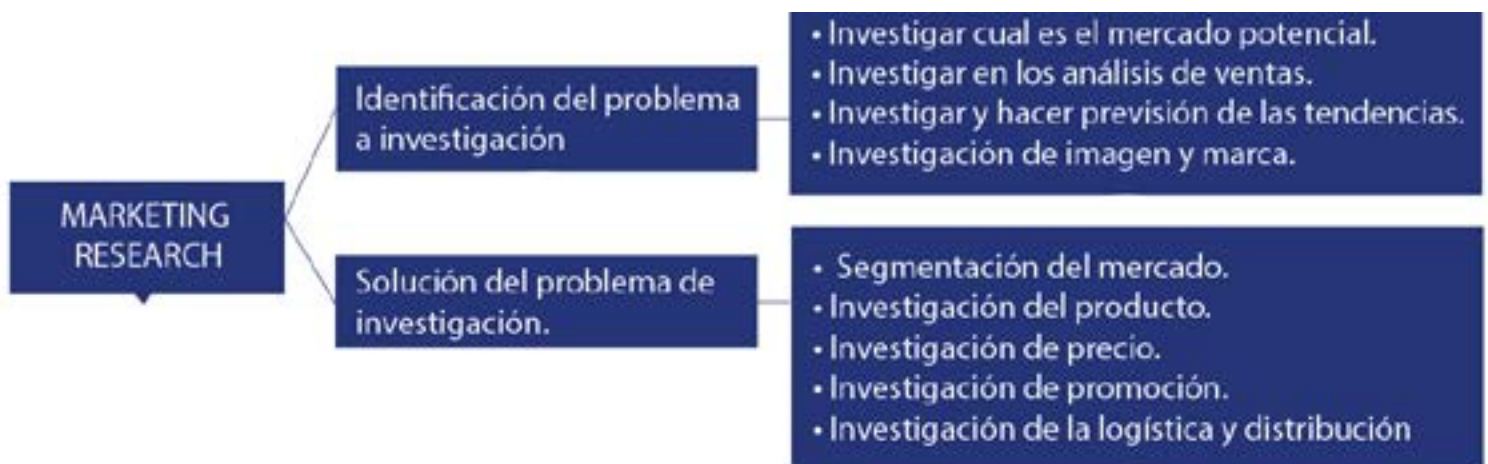 MARKETING
RESEARCH
Identificación del problema
a investigación
• Investigar cual es el mercado potencial.
• Investigar en los análisis de ventas.
• Investigar y hacer previsión de las tendencias.
• Investigación de imagen y marca.
Solución del problema de
investigación.
• Segmentación del mercado.
• Investigación del producto.
• Investigación de precio.
• Investigación de promoción.
• Investigación de la logística y distribución